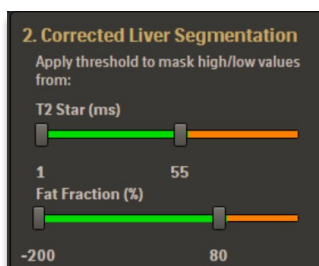 2. Corrected Liver Segmentation
Apply threshold to mask high/low values
from:
T2 Star (ms)
1 55
Fat Fraction (%)
-200 80